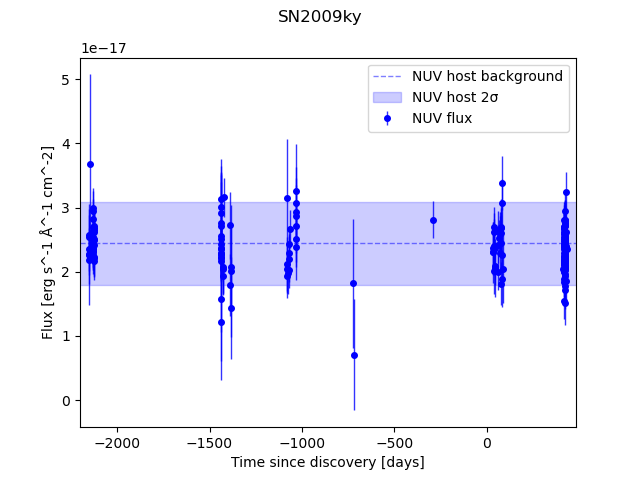 SN2009ky
1e−17
NUV host background
NUV host 2σ
NUV flux
5
4
3
2
1
0
Flux [erg s^-1 Å^-1 cm^-2]
−2000
−1500
−1000
−500
0
Time since discovery [days]